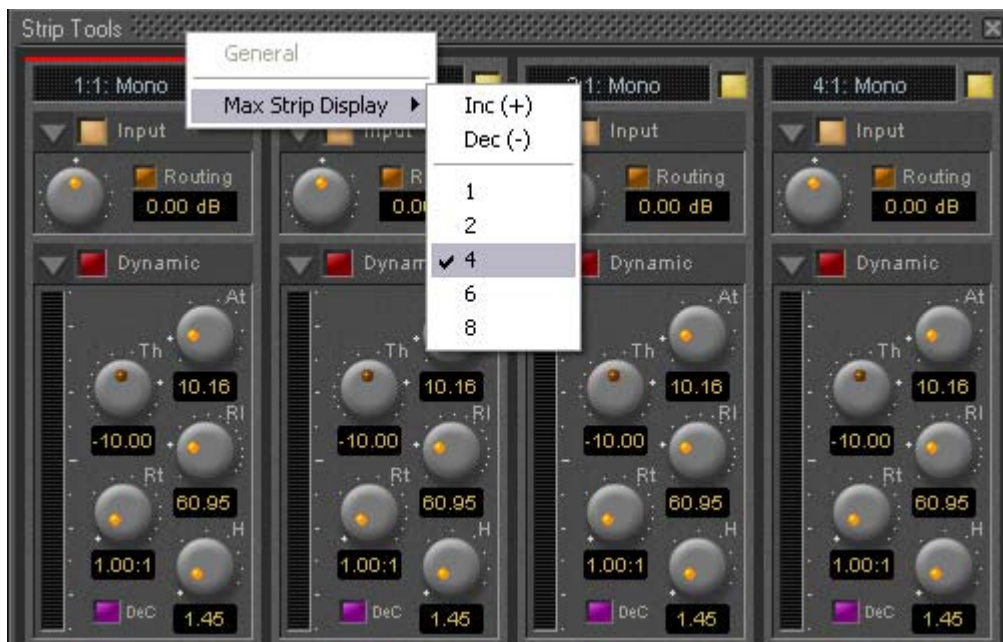 Strip Tools
General
Max Strip Display
Inc (+)
Dec (-)
1
2
4
6
8
1:1: Mono
Input
Routing
0.00 dB
Dynamic
At
Th
10.16
Rl
-10.00
Rt
60.95
H
1.00:1
DeC
1.45
Input
R
0.0
Dynam
Th
10.16
Rl
-10.00
Rt
60.95
H
1.00:1
DeC
1.45
1: Mono
Input
Routing
0.00 dB
Dynamic
At
Th
10.16
Rl
-10.00
Rt
60.95
H
1.00:1
DeC
1.45
4:1: Mono
Input
Routing
0.00 dB
Dynamic
At
Th
10.16
Rl
-10.00
Rt
60.95
H
1.00:1
DeC
1.45